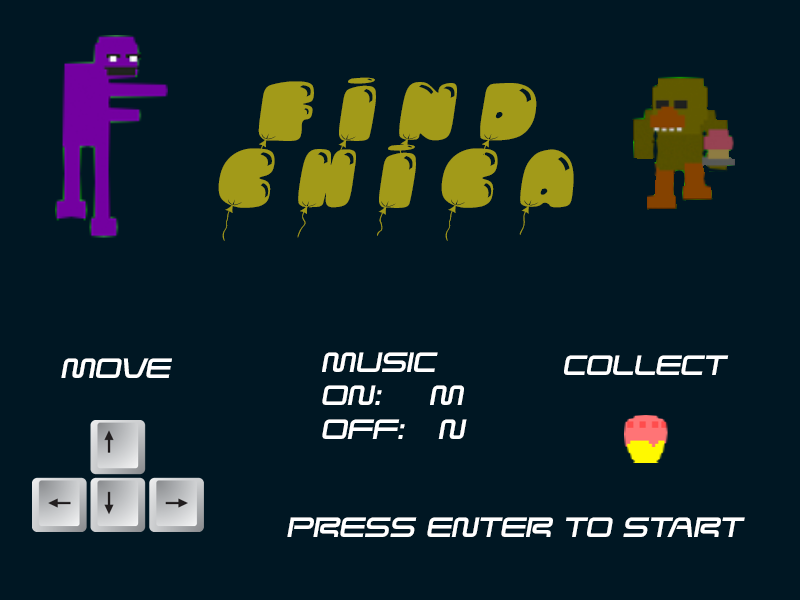 FIND
CHICA
MOVE
MUSIC
ON: M
OFF: N
COLLECT
↑
← ↓ →
PRESS ENTER TO START